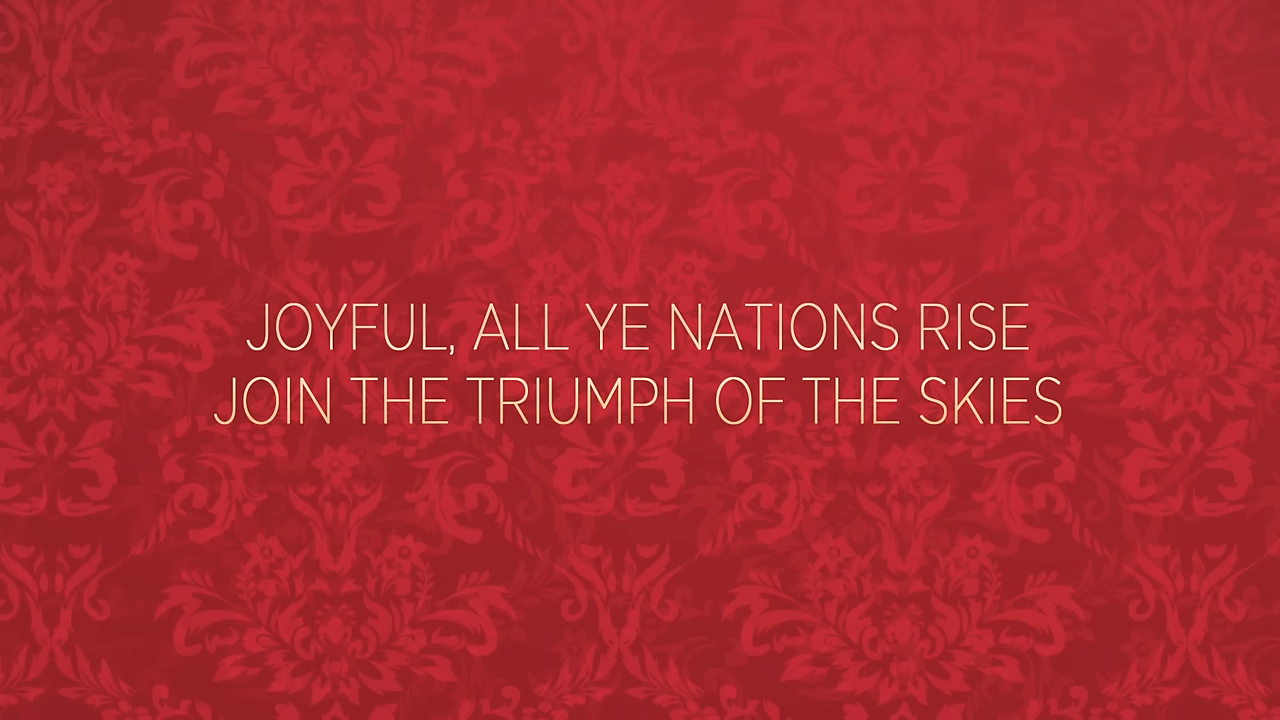 JOYFUL, ALL YE NATIONS RISE
JOIN THE TRIUMPH OF THE SKIES